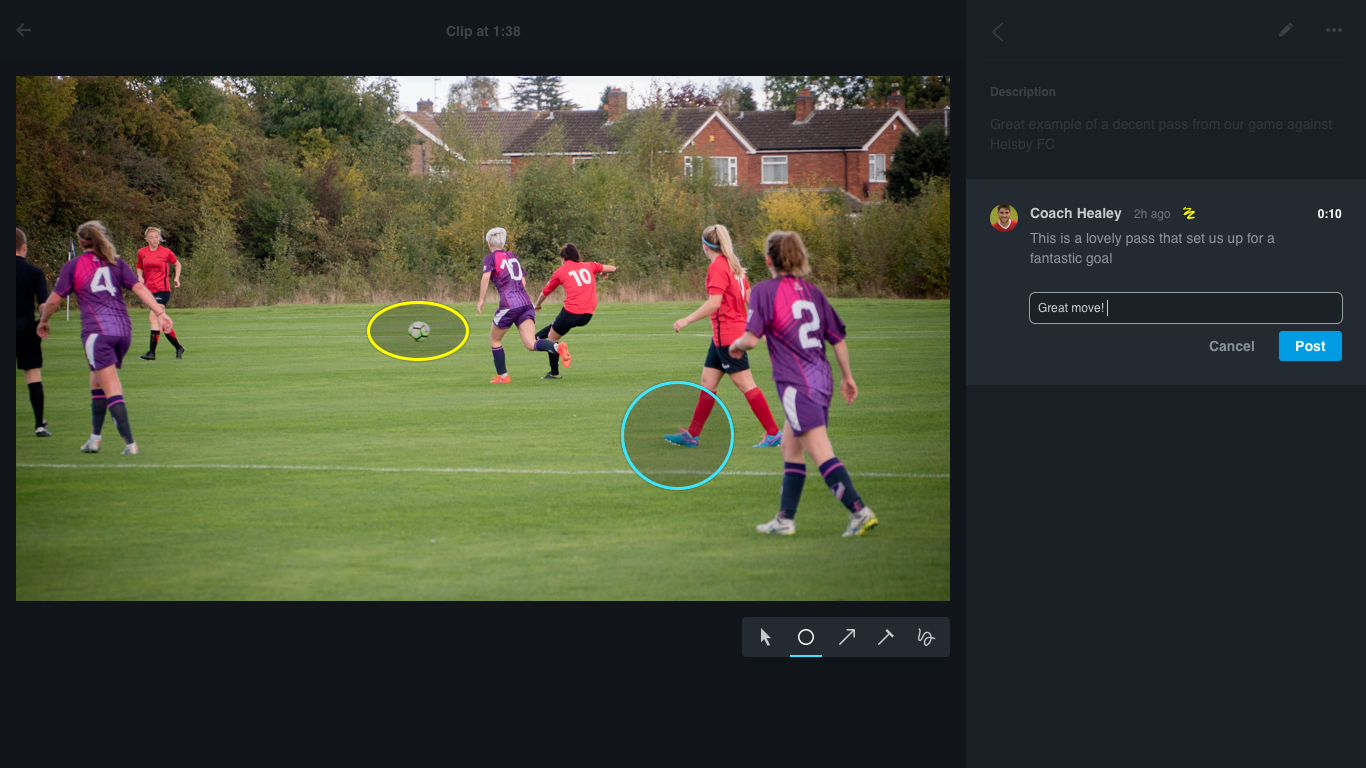 Clip at 1:38
Description
Great example of a decent pass from our game against
Helsby FC
Coach Healey 2h ago 0:10
This is a lovely pass that set us up for a
fantastic goal
Great move!
Cancel Post
4
10
10
2